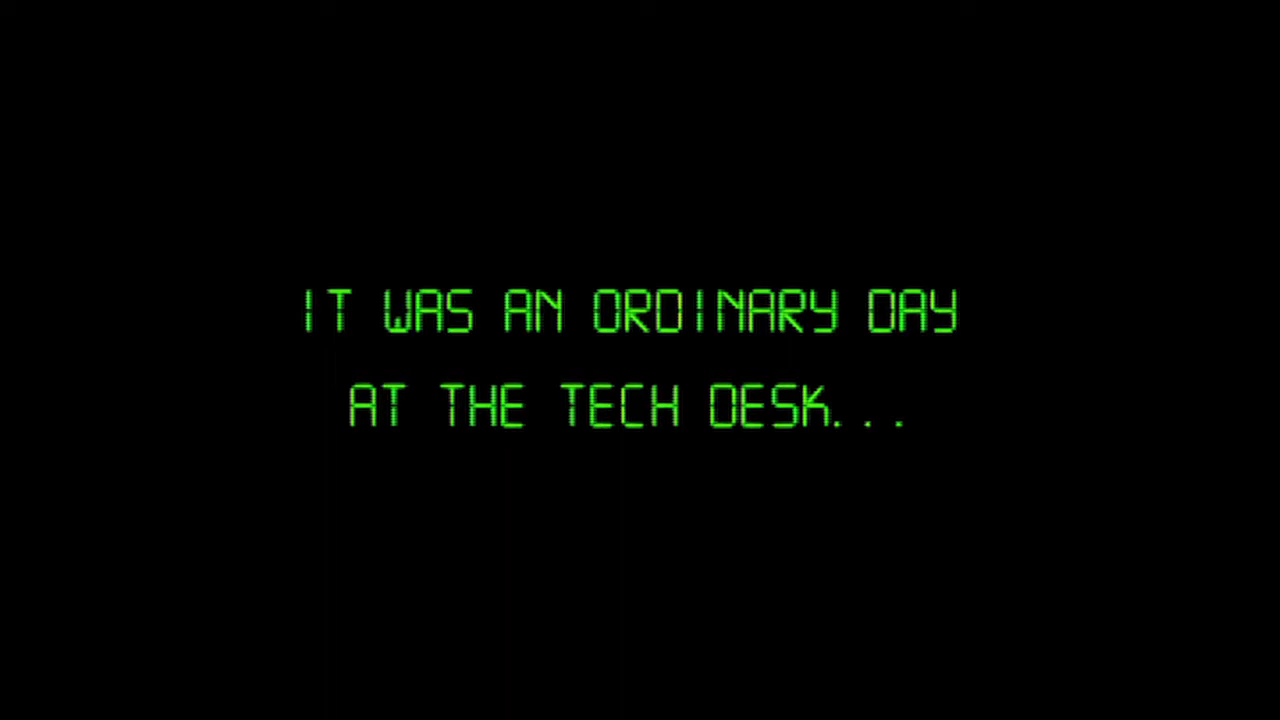 IT WAS AN ORDINARY DAY
AT THE TECH DESK...